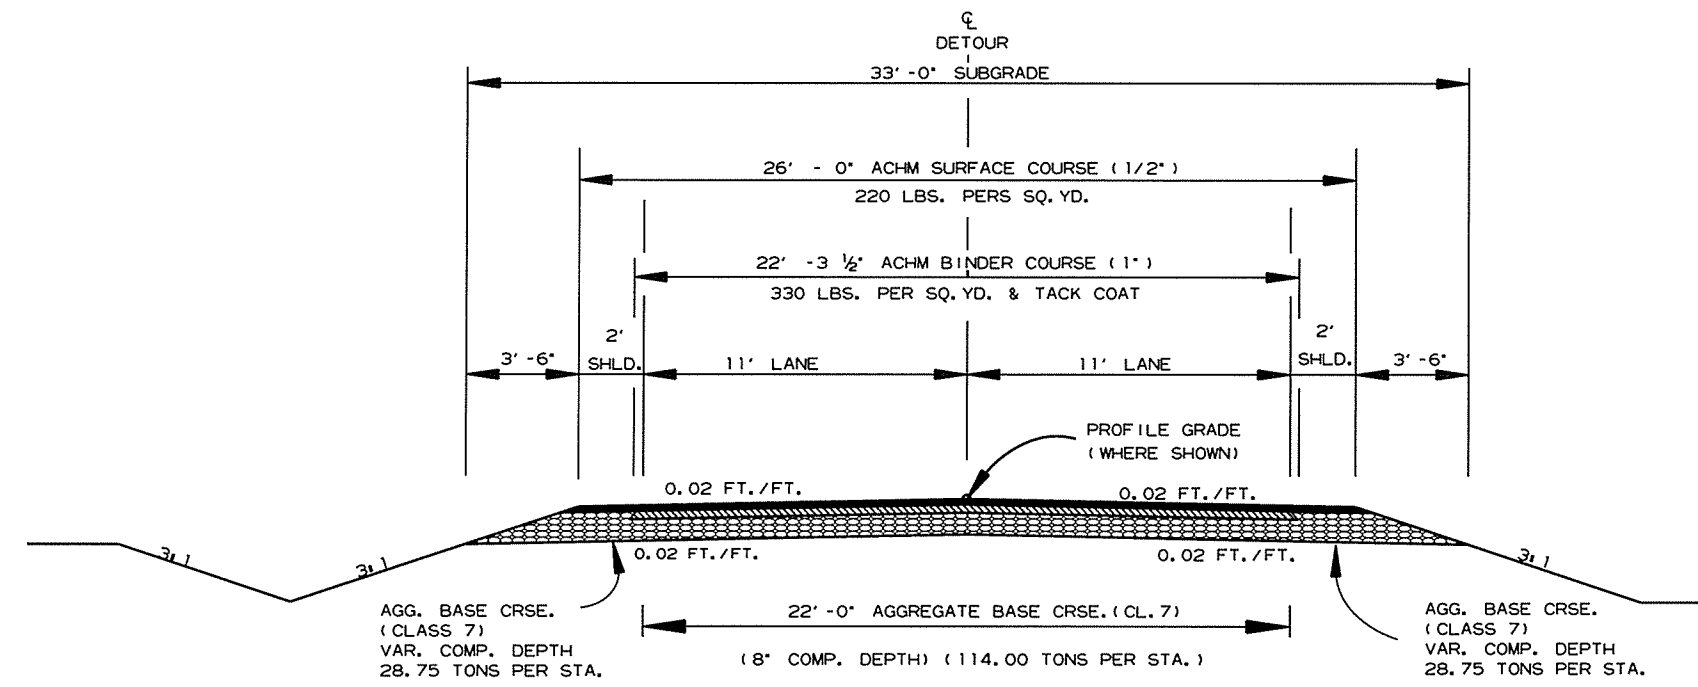 ℄
DETOUR
33'-0" SUBGRADE
26' - 0" ACHM SURFACE COURSE (1/2")
220 LBS. PERS SQ.YD.
22' -3 ½" ACHM BINDER COURSE (1")
330 LBS. PER SQ.YD. & TACK COAT
2'
SHLD.
2'
SHLD.
3'-6"
11' LANE
11' LANE
3'-6"
PROFILE GRADE
(WHERE SHOWN)
0.02 FT./FT.
0.02 FT./FT.
3:1
3:1
0.02 FT./FT.
0.02 FT./FT.
3:1
AGG. BASE CRSE.
(CLASS 7)
VAR. COMP. DEPTH
28.75 TONS PER STA.
22'-0" AGGREGATE BASE CRSE.(CL.7)
(8" COMP. DEPTH) (114.00 TONS PER STA.)
AGG. BASE CRSE.
(CLASS 7)
VAR. COMP. DEPTH
28.75 TONS PER STA.